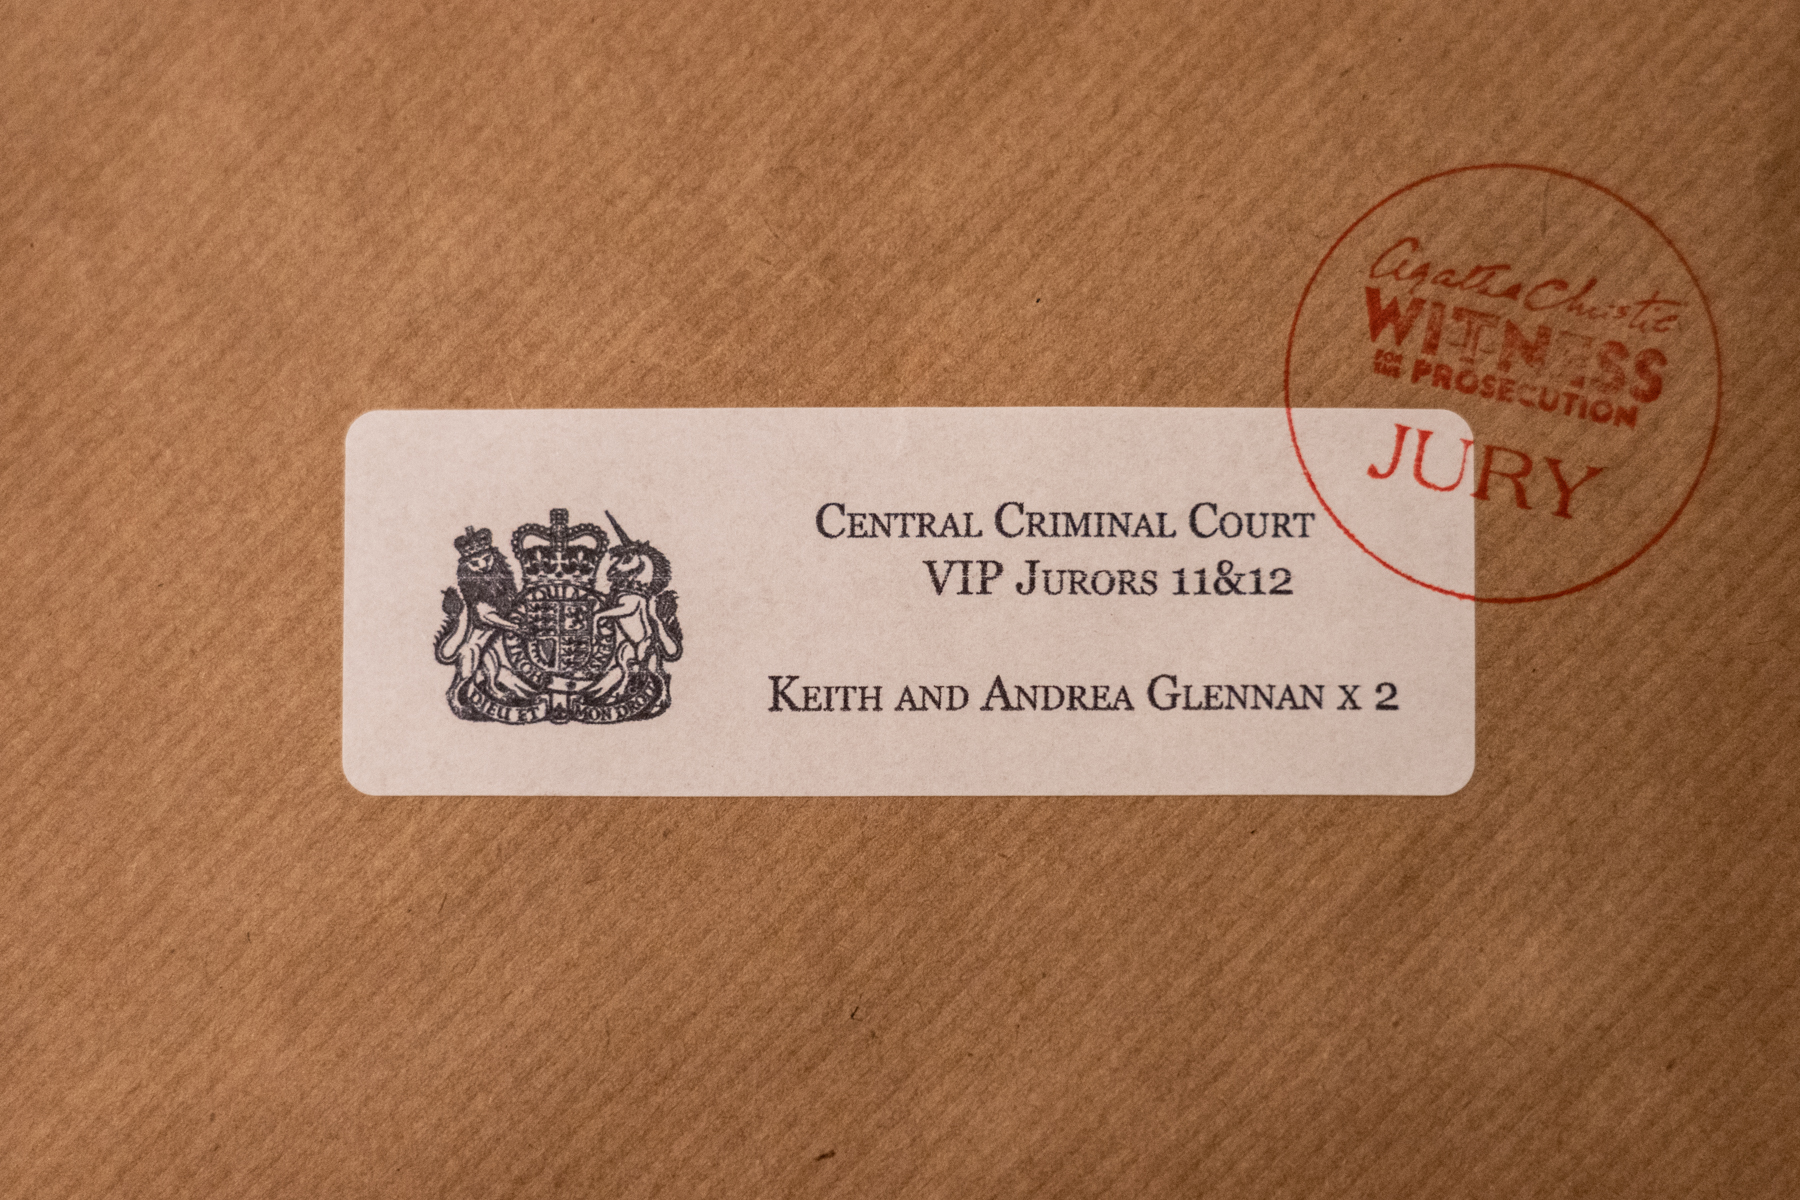 Agatha Christie
WITNESS
FOR THE PROSECUTION
JURY
CENTRAL CRIMINAL COURT
VIP JURORS 11&12
KEITH AND ANDREA GLENNAN X 2
DIEU ET MON DROIT